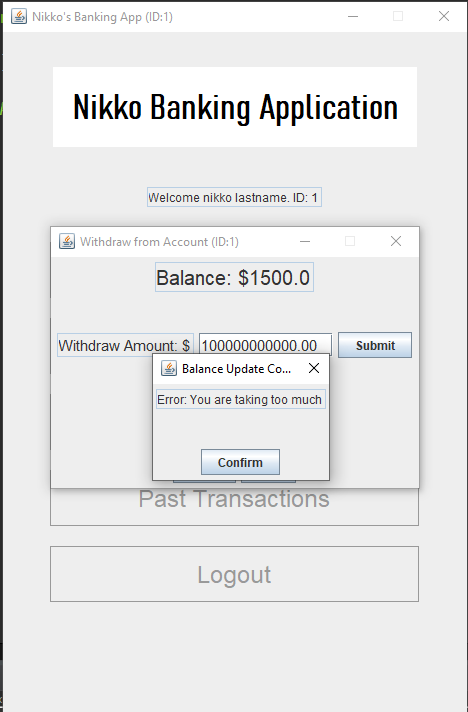 Nikko's Banking App (ID:1)
Nikko Banking Application
Welcome nikko lastname. ID: 1
Withdraw from Account (ID:1)
Balance: $1500.0
Withdraw Amount: $ 100000000000.00 Submit
Balance Update Co...
Error: You are taking too much
Confirm
Past Transactions
Logout